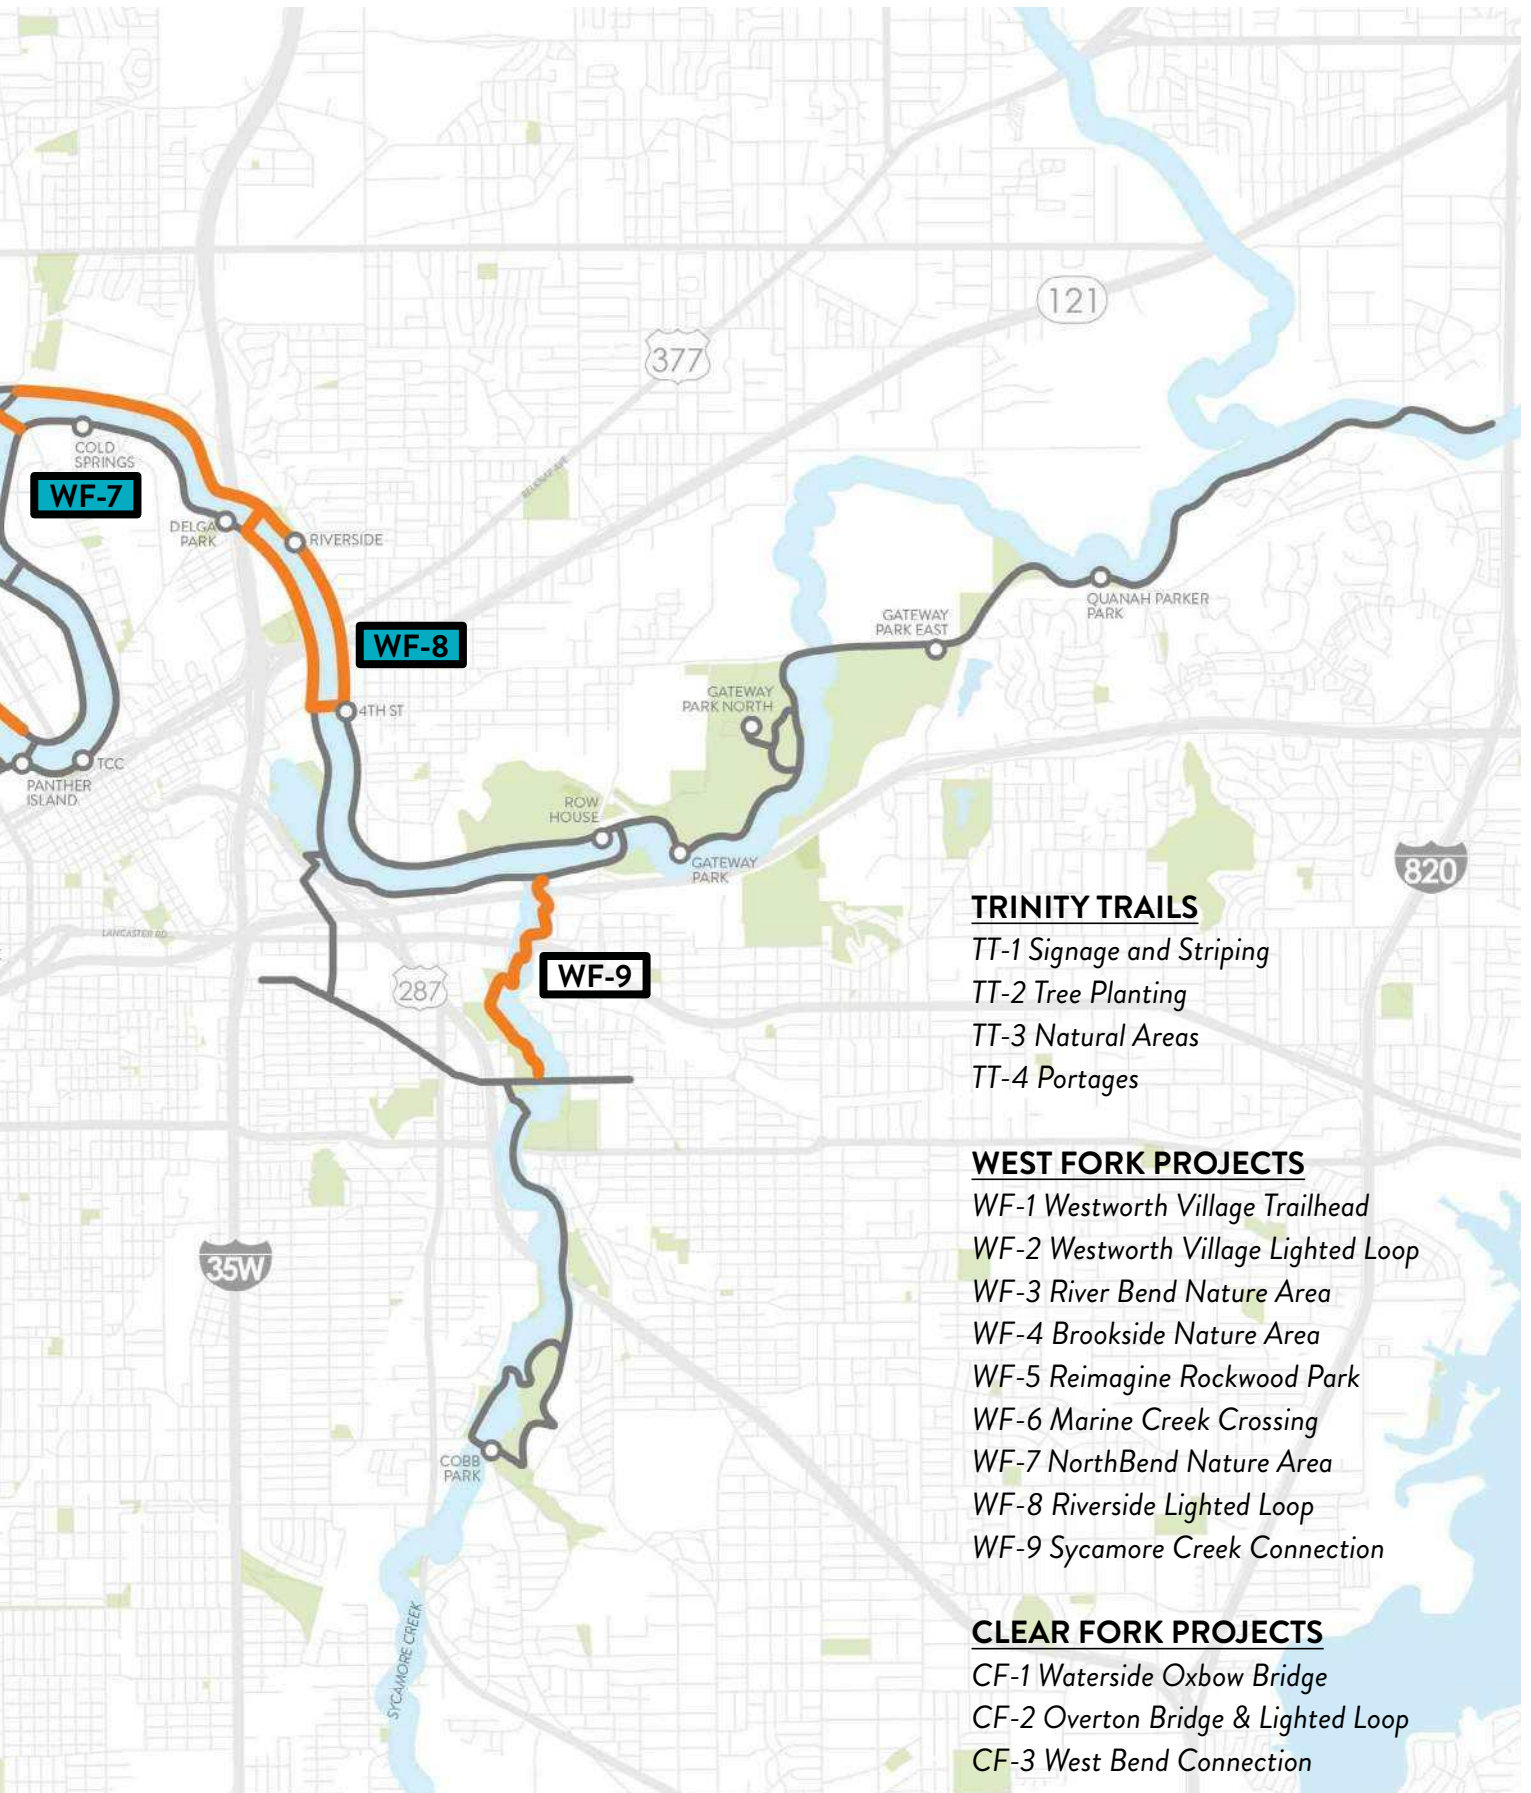 121
377
COLD
SPRINGS
WF-7
BELKNAP AVE
DELGA
PARK
RIVERSIDE
QUANAH PARKER
PARK
GATEWAY
PARK EAST
WF-8
GATEWAY
PARK NORTH
4TH ST
TCC
PANTHER
ISLAND
ROW
HOUSE
GATEWAY
PARK
820
LANCASTER RD
WF-9
287
35W
COBB
PARK
SYCAMORE CREEK
TRINITY TRAILS
TT-1 Signage and Striping
TT-2 Tree Planting
TT-3 Natural Areas
TT-4 Portages
WEST FORK PROJECTS
WF-1 Westworth Village Trailhead
WF-2 Westworth Village Lighted Loop
WF-3 River Bend Nature Area
WF-4 Brookside Nature Area
WF-5 Reimagine Rockwood Park
WF-6 Marine Creek Crossing
WF-7 NorthBend Nature Area
WF-8 Riverside Lighted Loop
WF-9 Sycamore Creek Connection
CLEAR FORK PROJECTS
CF-1 Waterside Oxbow Bridge
CF-2 Overton Bridge & Lighted Loop
CF-3 West Bend Connection